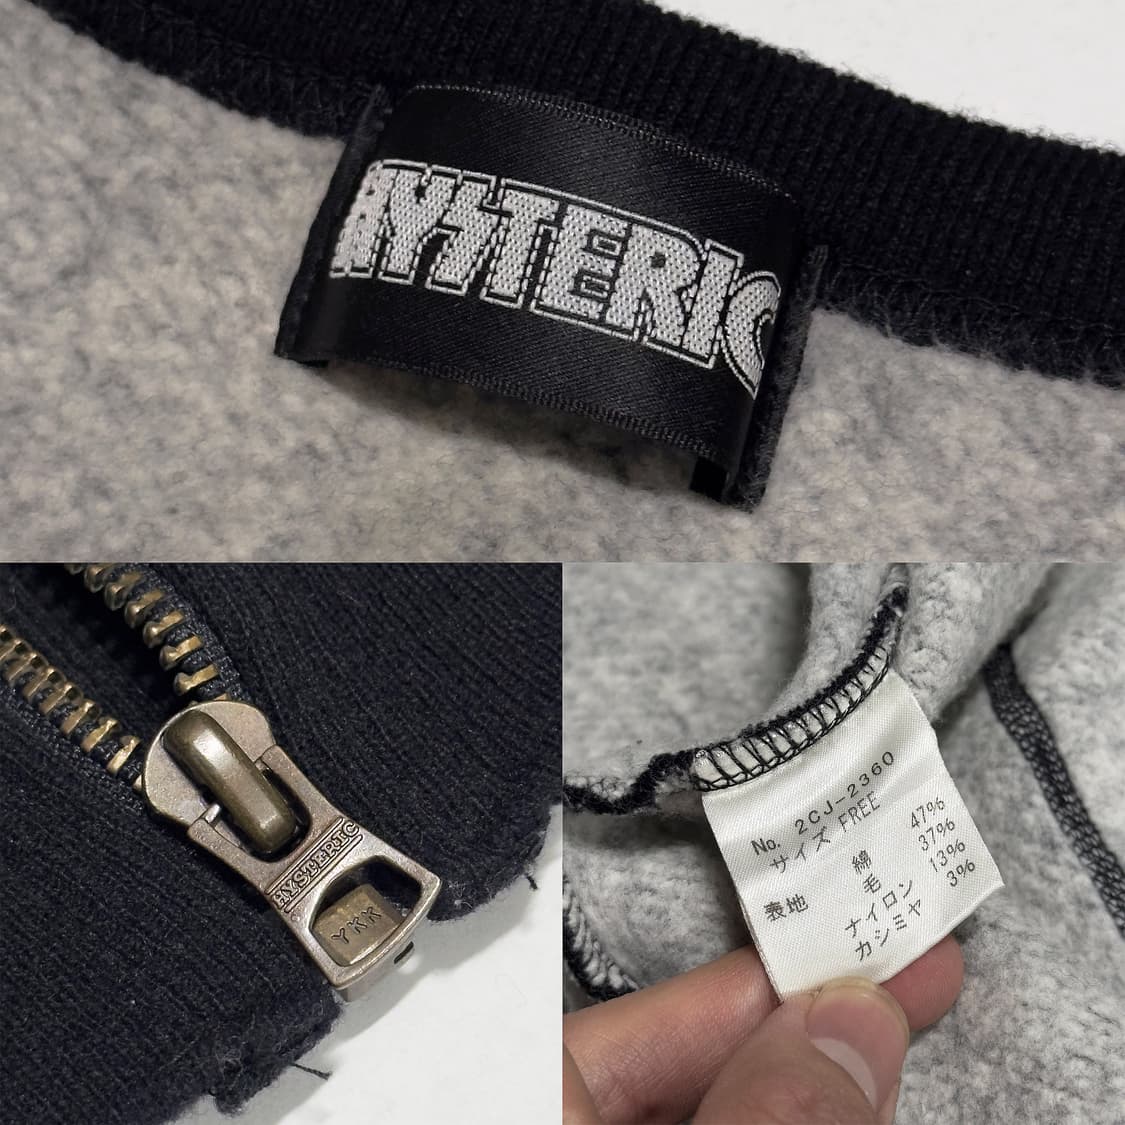 HYSTERIC
HYSTERIC
YKK
No. 2CJ-2360
サイズ FREE
表地 綿 47%
毛 37%
ナイロン 13%
カシミヤ 3%